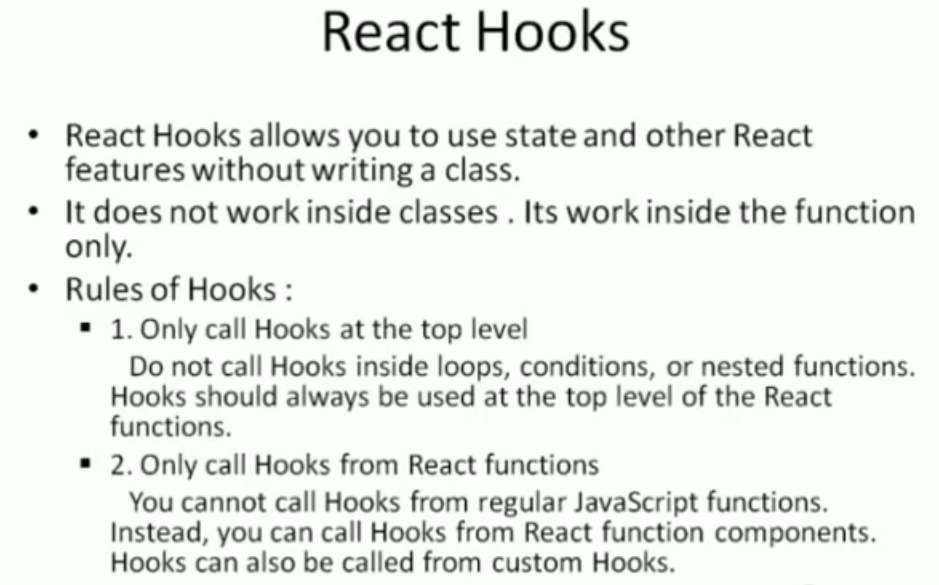 React Hooks
• React Hooks allows you to use state and other React
features without writing a class.
• It does not work inside classes . Its work inside the function
only.
• Rules of Hooks :
▪ 1. Only call Hooks at the top level
Do not call Hooks inside loops, conditions, or nested functions.
Hooks should always be used at the top level of the React
functions.
▪ 2. Only call Hooks from React functions
You cannot call Hooks from regular JavaScript functions.
Instead, you can call Hooks from React function components.
Hooks can also be called from custom Hooks.